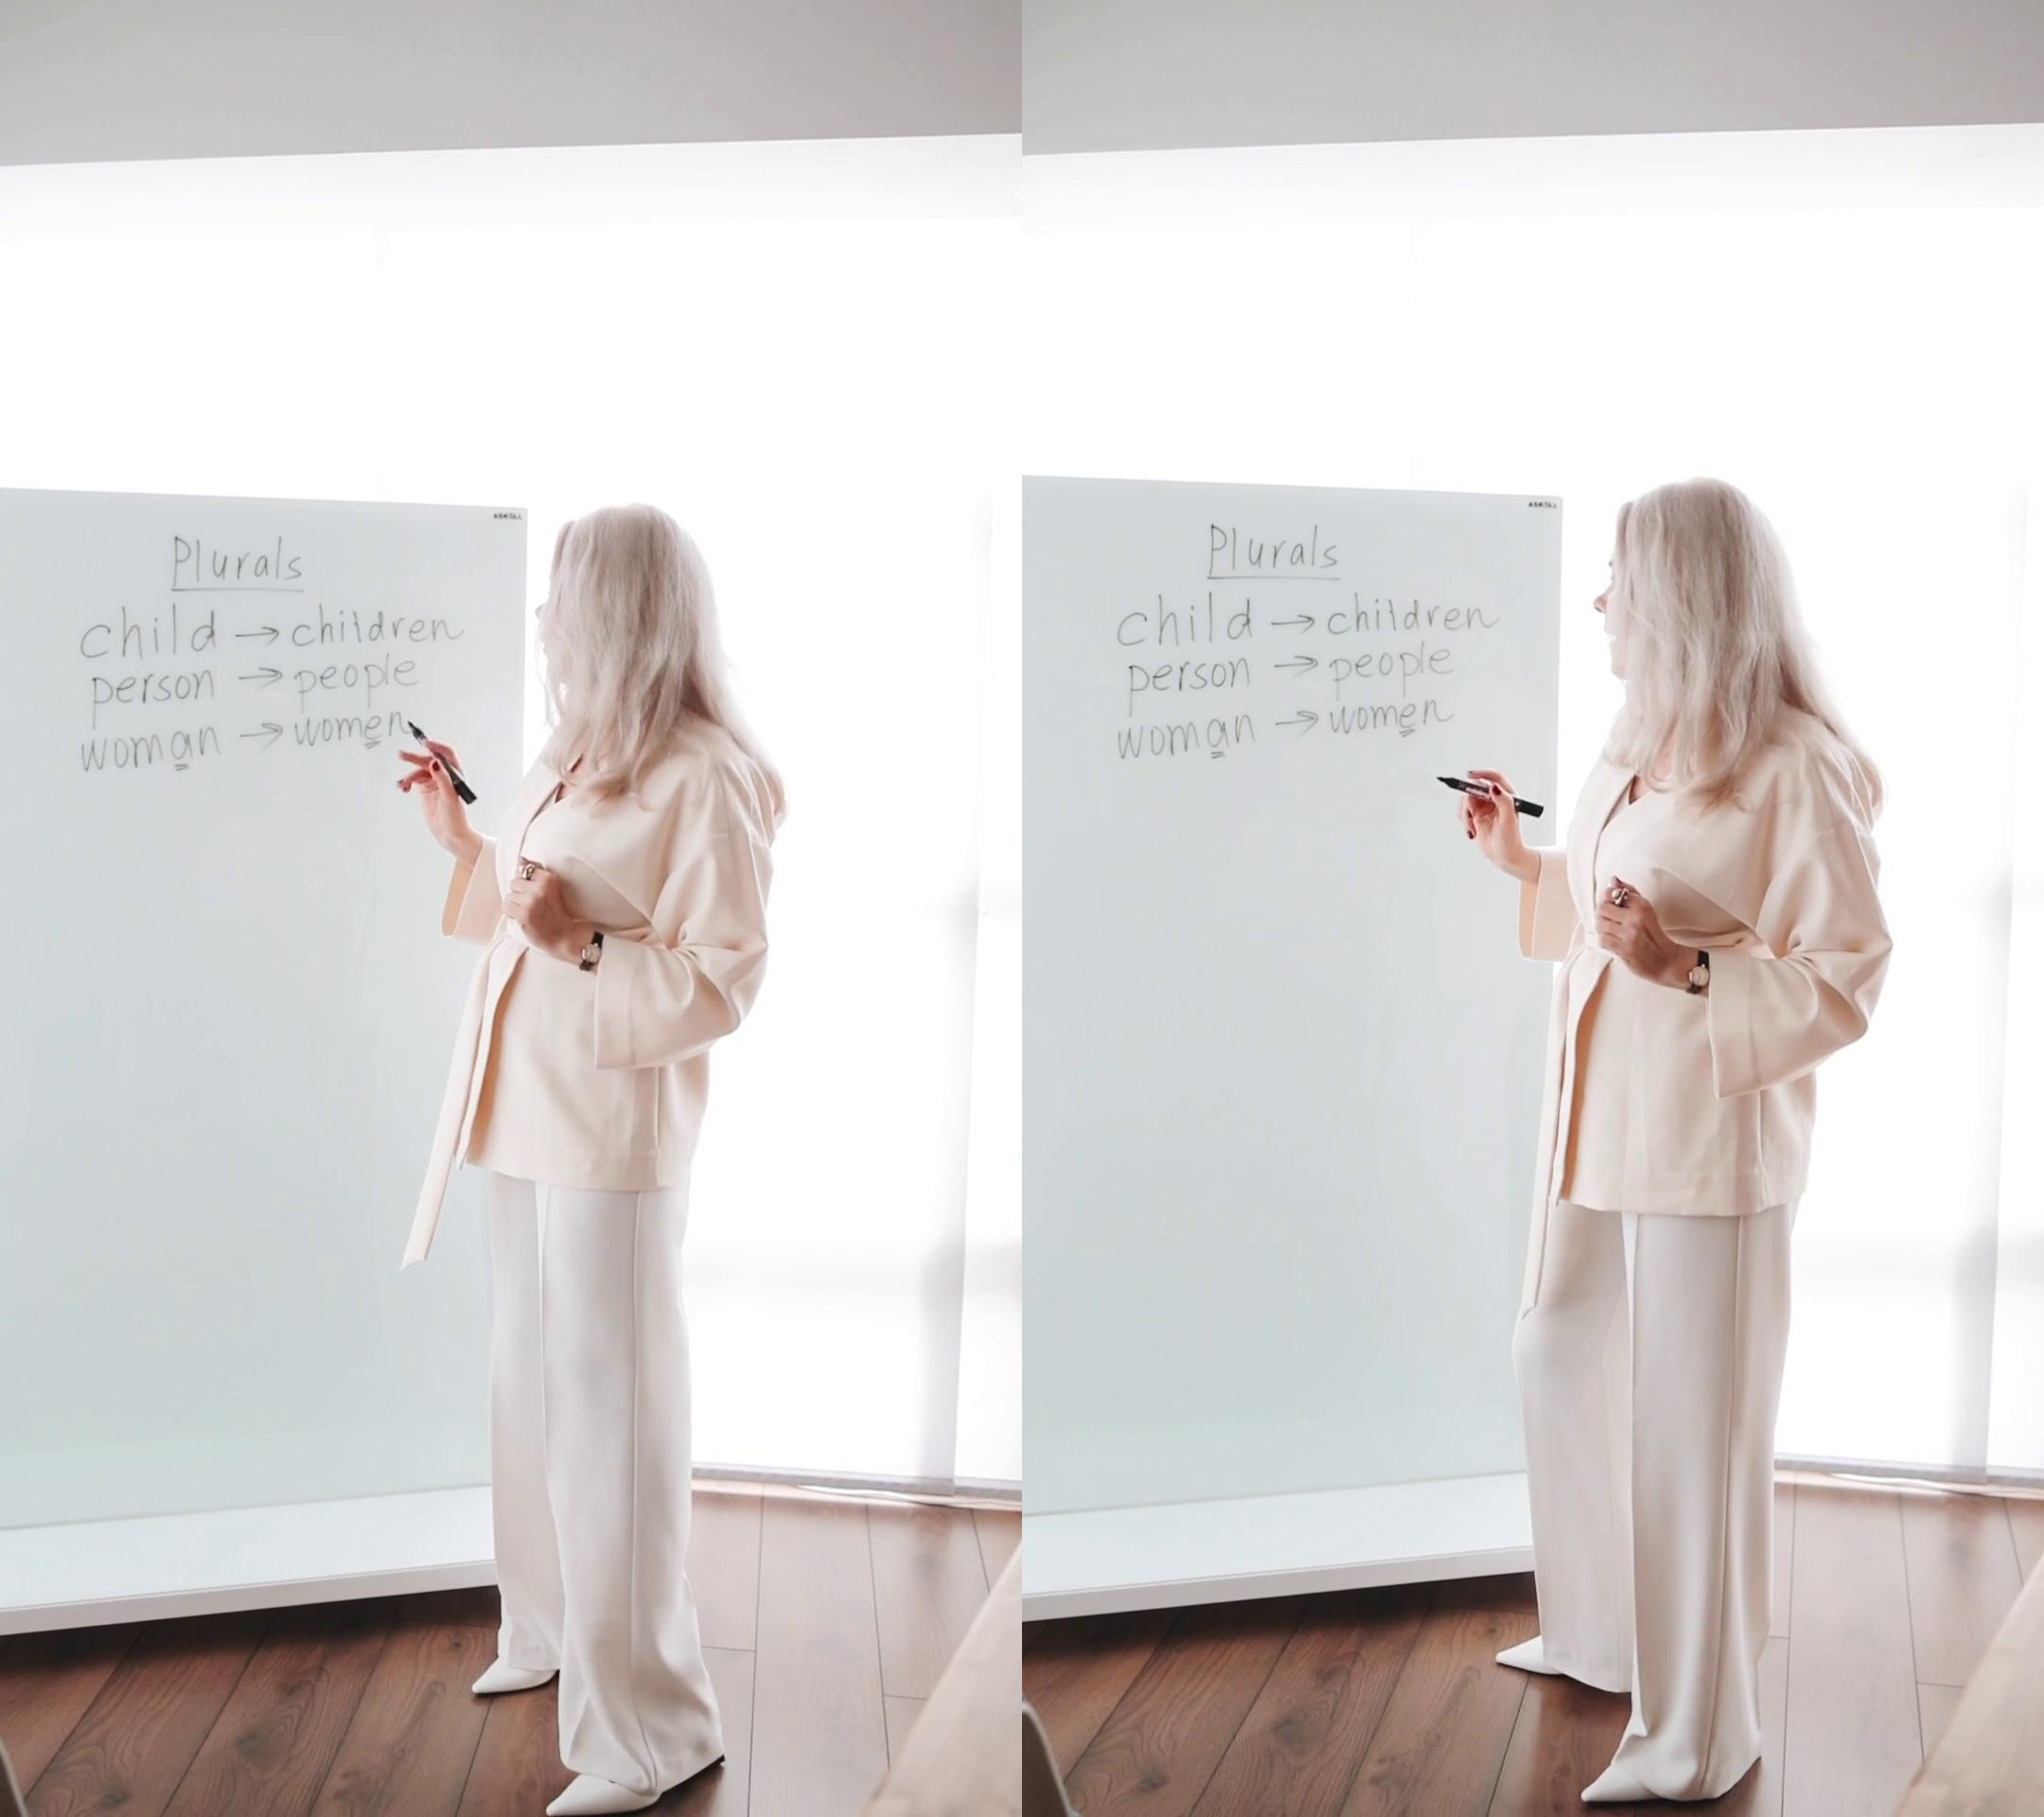 ASKELL
Plurals
child → children
person → people
woman → women
ASKELL
Plurals
child → children
person → people
woman → women